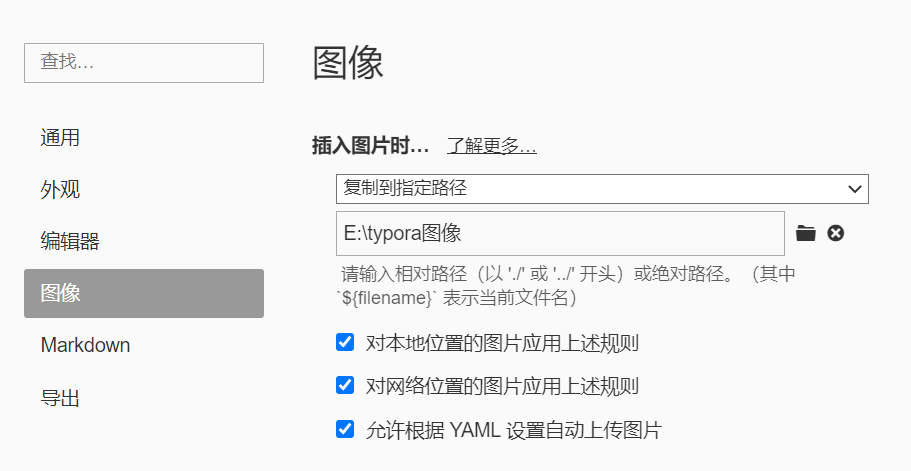 查找…
通用
外观
编辑器
图像
Markdown
导出
图像
插入图片时… 了解更多…
复制到指定路径
E:\typora图像
请输入相对路径（以 './' 或 '../' 开头）或绝对路径。（其中
`${filename}` 表示当前文件名）
对本地位置的图片应用上述规则
对网络位置的图片应用上述规则
允许根据 YAML 设置自动上传图片